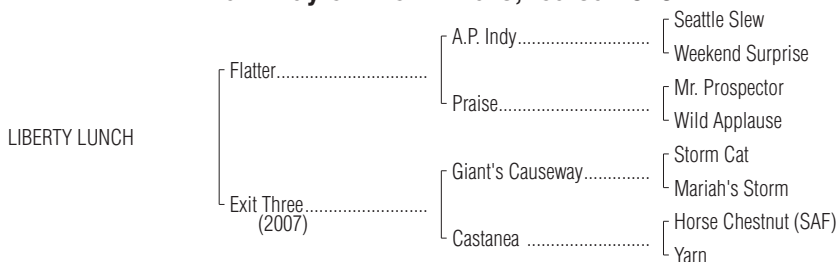 Seattle Slew
A.P. Indy..............................
Weekend Surprise
Flatter..................................
Mr. Prospector
Praise..................................
Wild Applause
LIBERTY LUNCH
Storm Cat
Giant's Causeway...............
Mariah's Storm
Exit Three............................
(2007)
Horse Chestnut (SAF)
Castanea ............................
Yarn